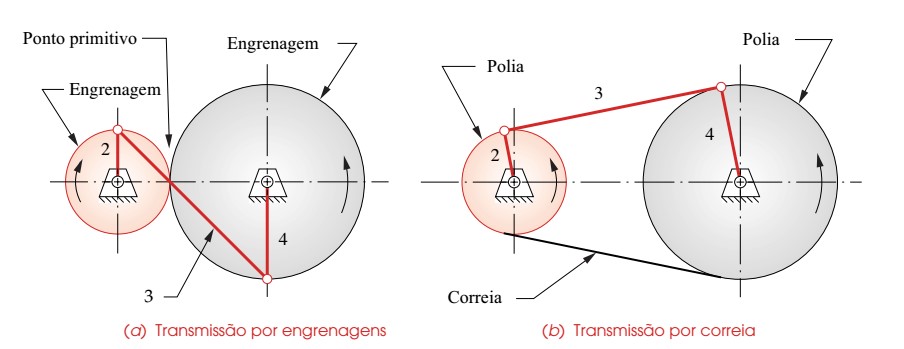 Ponto primitivo
Engrenagem
Engrenagem
2
4
3
(a) Transmissão por engrenagens
Polia
Polia
3
2
4
Correia
(b) Transmissão por correia